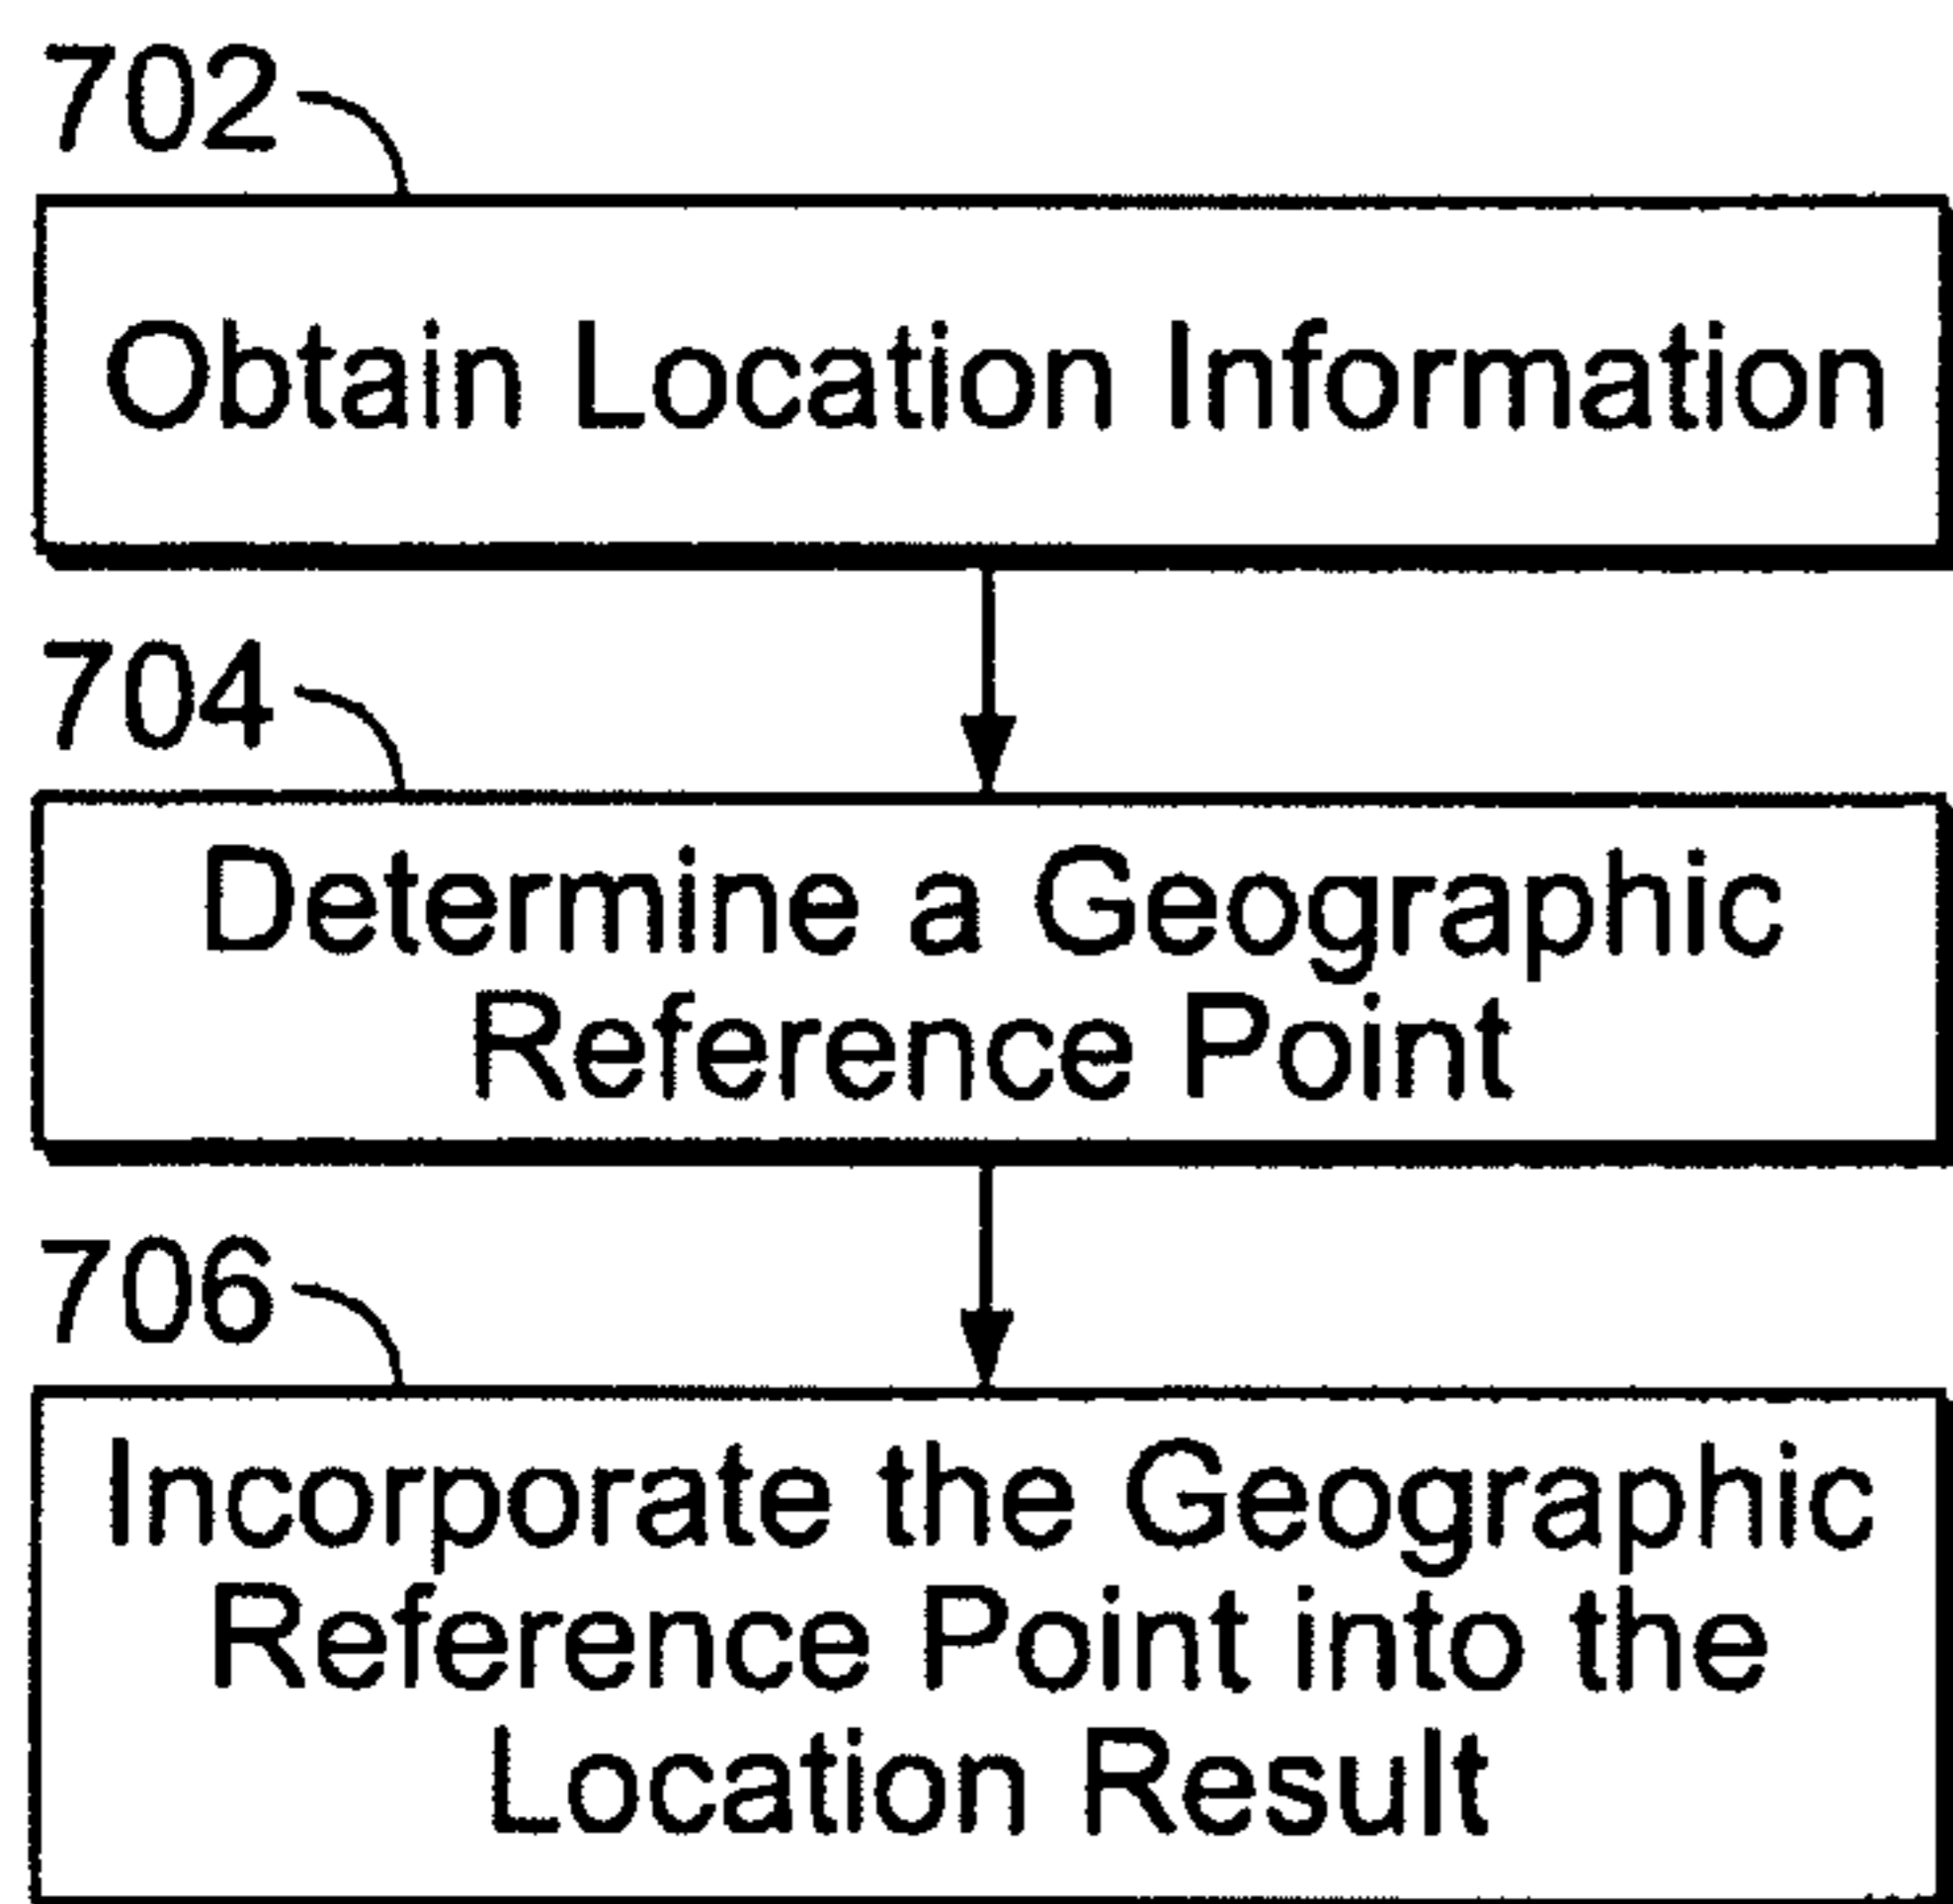 702
Obtain Location Information
704
Determine a Geographic
Reference Point
706
Incorporate the Geographic
Reference Point into the
Location Result